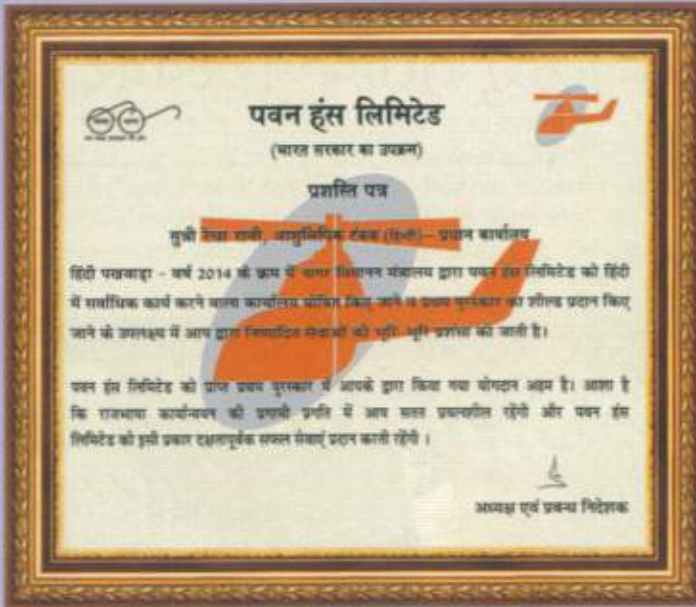 पवन हंस लिमिटेड
(भारत सरकार का उपक्रम)
प्रशस्ति पत्र
सुश्री रेखा रानी, आशुलिपिक टंकक (हिन्दी)– प्रधान कार्यालय
हिंदी पखवाड़ा - वर्ष 2014 के क्रम में नागर विमानन मंत्रालय द्वारा पवन हंस लिमिटेड को हिंदी
में सर्वाधिक कार्य करने वाला कार्यालय घोषित किए जाने व प्रथम पुरस्कार का शील्ड प्रदान किए
जाने के उपलक्ष्य में आप द्वारा निष्पादित सेवाओं की भूरि-भूरि प्रशंसा की जाती है।
पवन हंस लिमिटेड को प्राप्त प्रथम पुरस्कार में आपके द्वारा किया गया योगदान अहम है। आशा है
कि राजभाषा कार्यान्वयन की प्रगामी प्रगति में आप सतत प्रयत्नशील रहेंगी और पवन हंस
लिमिटेड को इसी प्रकार दक्षतापूर्वक सफल सेवाएं प्रदान करती रहेंगी ।
अध्यक्ष एवं प्रबन्ध निदेशक